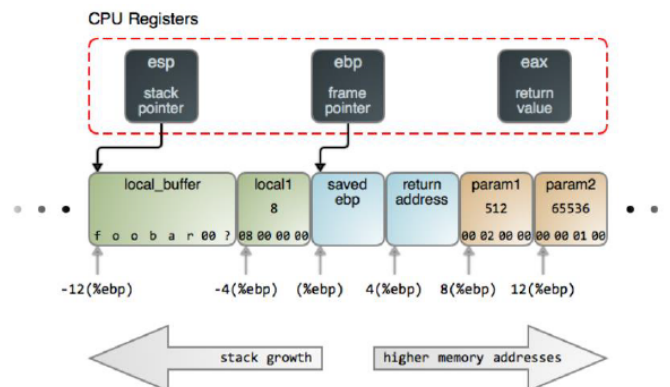 CPU Registers
esp
stack
pointer
ebp
frame
pointer
eax
return
value
local_buffer
f o o b a r 00 ?
local1
8
08 00 00 00
saved
ebp
return
address
param1
512
00 02 00 00
param2
65536
00 00 01 00
-12(%ebp)
-4(%ebp)
(%ebp)
4(%ebp)
8(%ebp)
12(%ebp)
stack growth
higher memory addresses